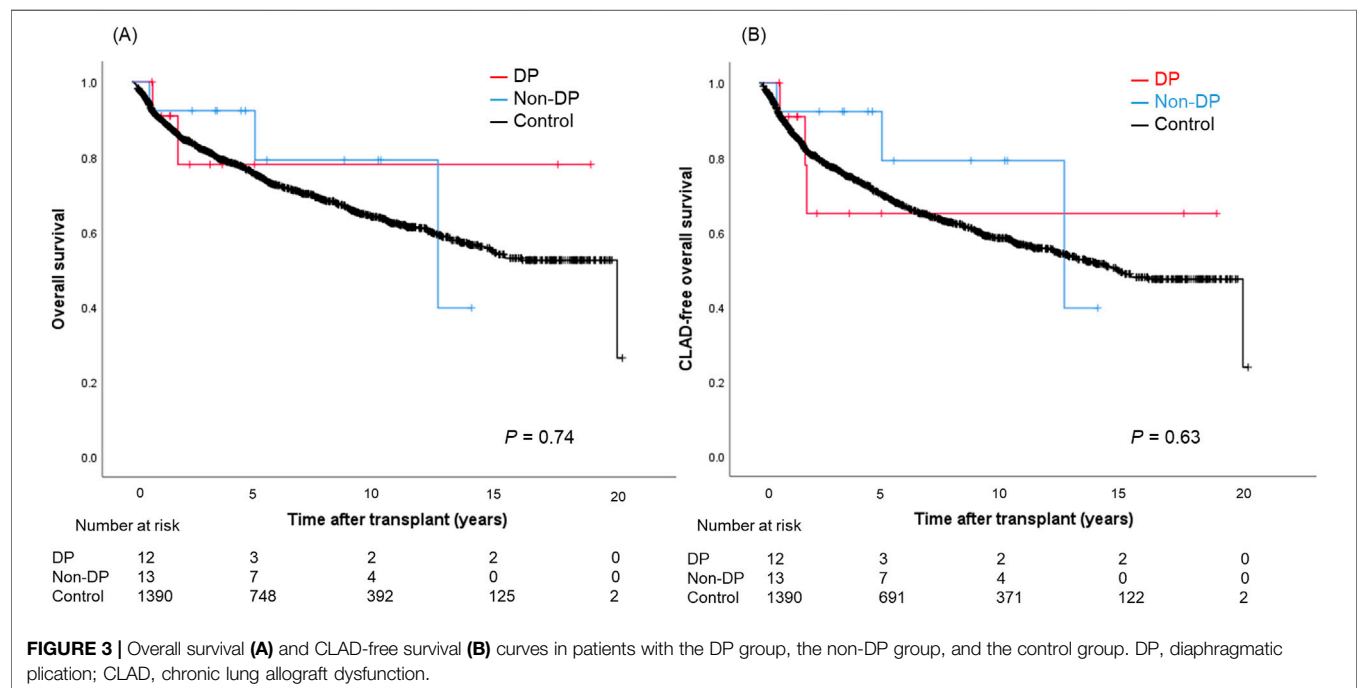 (A)
DP
Non-DP
Control
1.0
0.8
0.6
0.4
0.2
0.0
Overall survival
P = 0.74
0 5 10 15 20
Time after transplant (years)
Number at risk
DP 12 3 2 2 0
Non-DP 13 7 4 0 0
Control 1390 748 392 125 2
(B)
DP
Non-DP
Control
1.0
0.8
0.6
0.4
0.2
0.0
CLAD-free overall survival
P = 0.63
0 5 10 15 20
Time after transplant (years)
Number at risk
DP 12 3 2 2 0
Non-DP 13 7 4 0 0
Control 1390 691 371 122 2
FIGURE 3 | Overall survival (A) and CLAD-free survival (B) curves in patients with the DP group, the non-DP group, and the control group. DP, diaphragmatic
plication; CLAD, chronic lung allograft dysfunction.